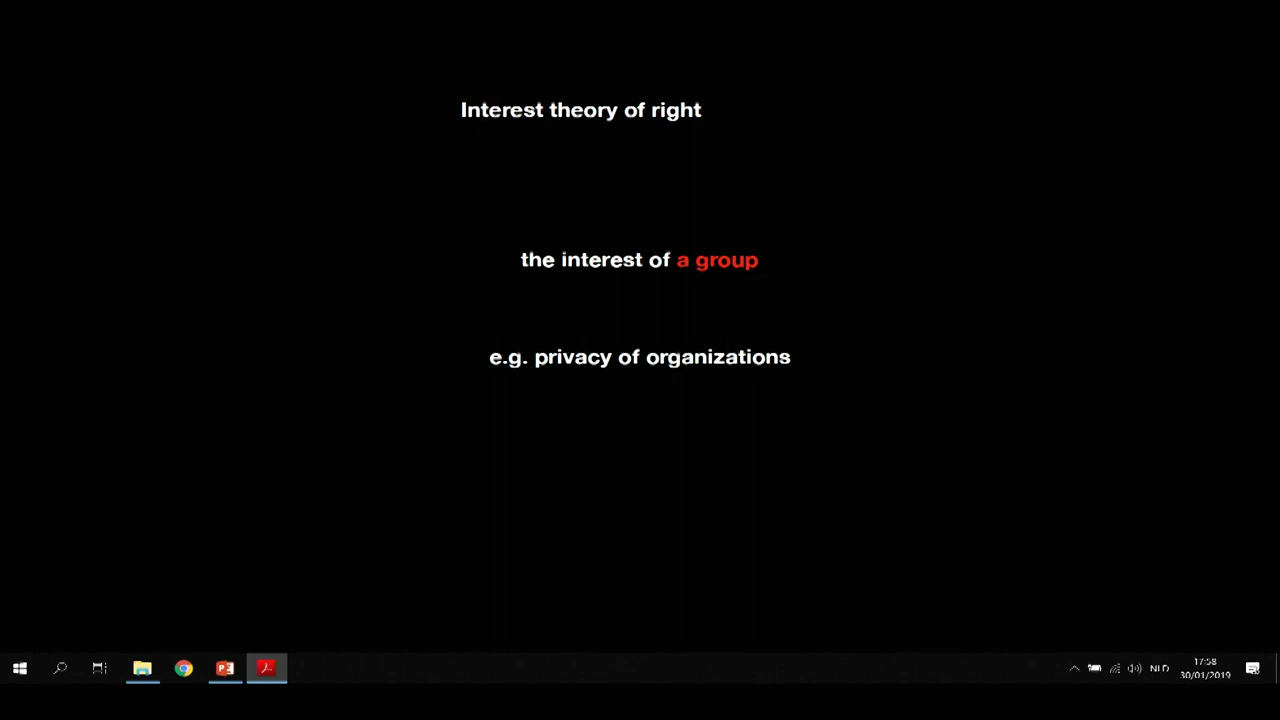 Interest theory of right
the interest of a group
e.g. privacy of organizations
NLD
17:58
30/01/2019